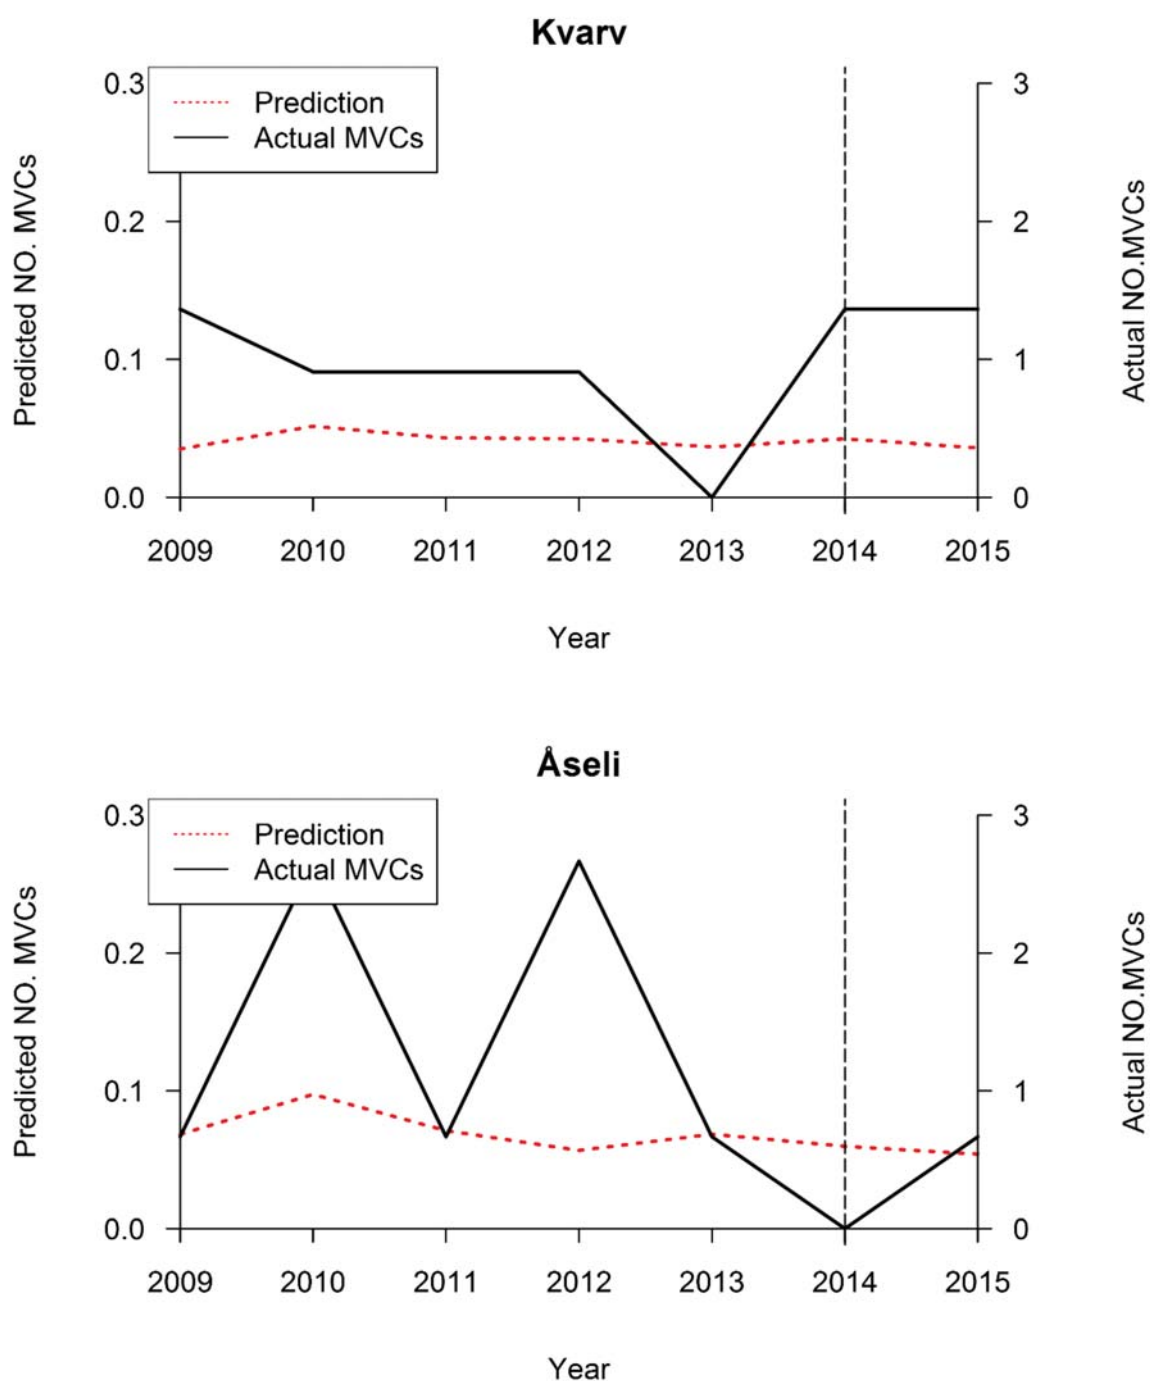 Kvarv
Prediction
Actual MVCs
Predicted NO. MVCs
0.3
0.2
0.1
0.0
3
2
1
0
Actual NO.MVCs
2009 2010 2011 2012 2013 2014 2015
Year
Åseli
Prediction
Actual MVCs
Predicted NO. MVCs
0.3
0.2
0.1
0.0
3
2
1
0
Actual NO.MVCs
2009 2010 2011 2012 2013 2014 2015
Year